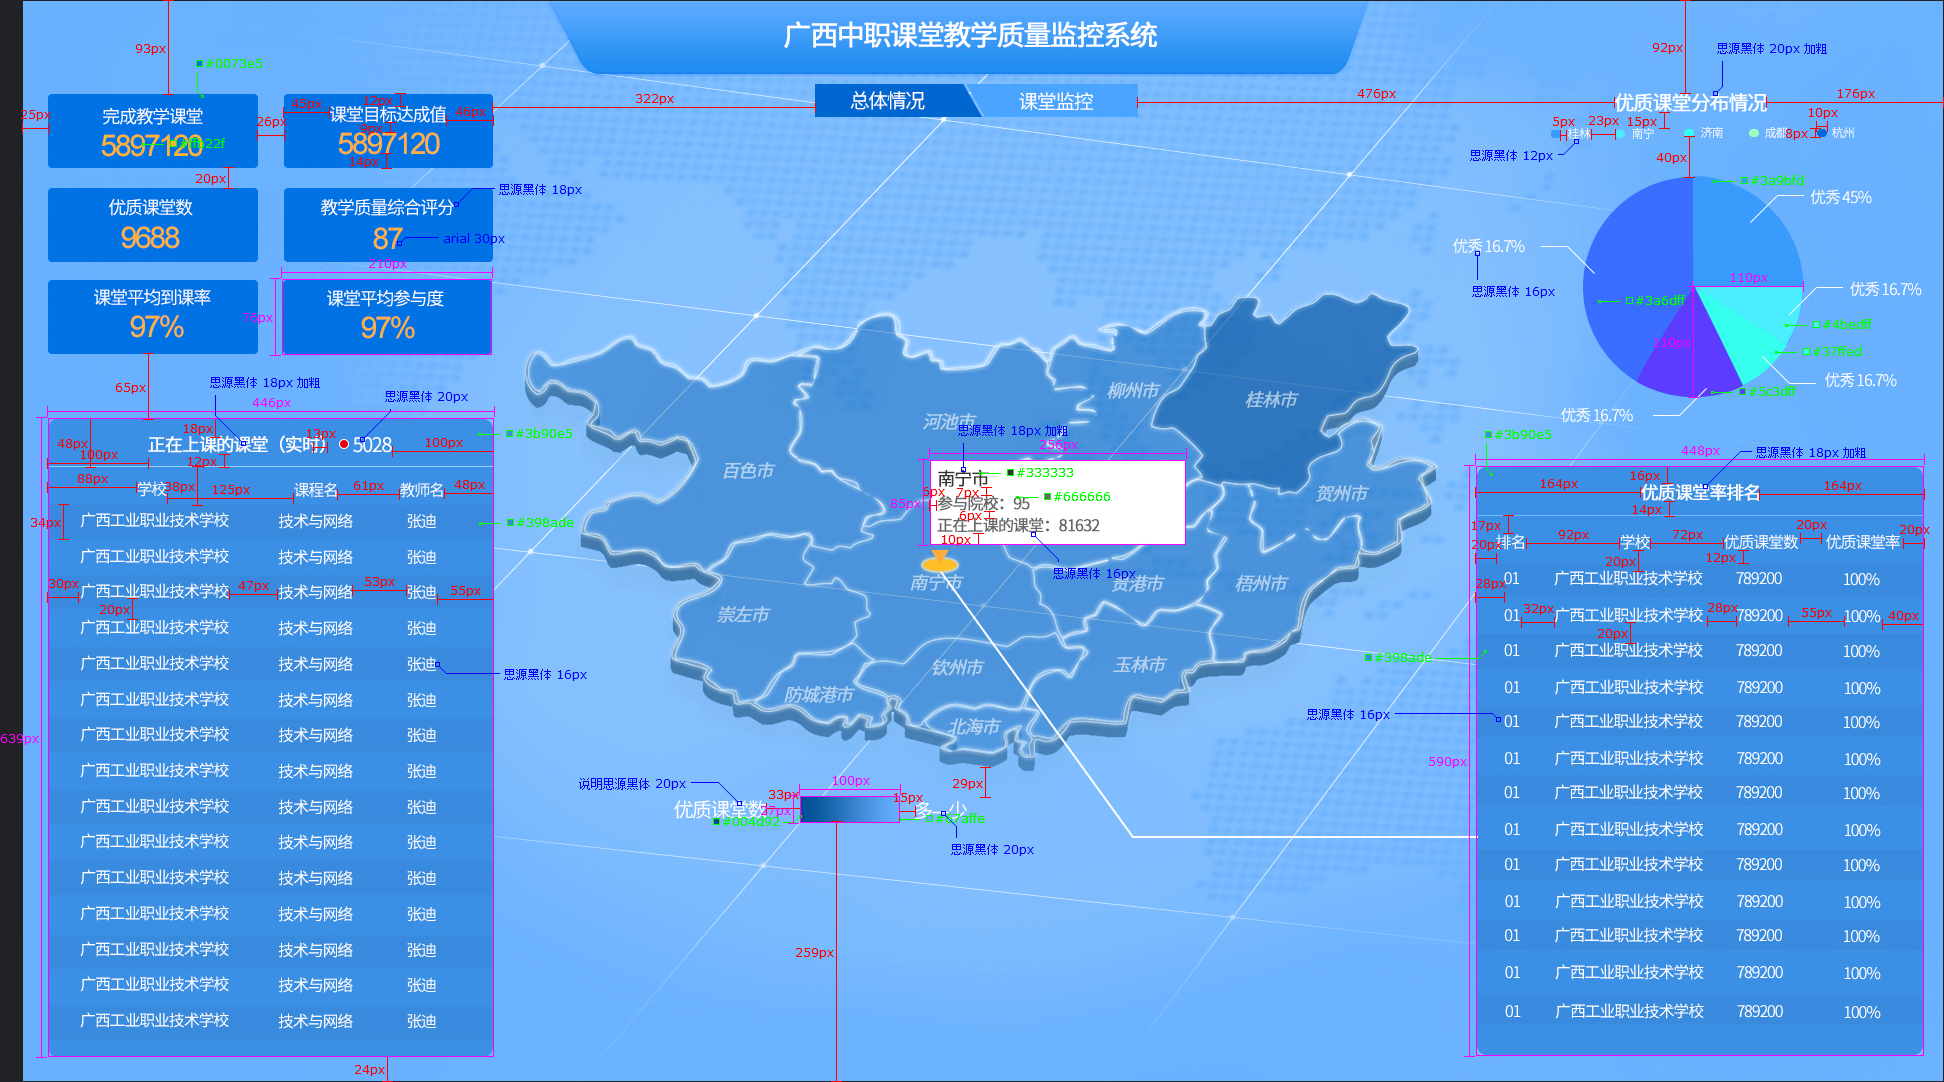 广西中职课堂教学质量监控系统
总体情况
课堂监控
93px
#0073e5
25px
完成教学课堂
5897120
#ffb22f
26px
45px
12px
课堂目标达成值
46px
9px
5897120
14px
322px
476px
20px
优质课堂数
9688
教学质量综合评分
87
思源黑体 18px
arial 30px
210px
课堂平均到课率
97%
75px
课堂平均参与度
97%
65px
思源黑体 18px 加粗
思源黑体 20px
446px
18px
13px
48px
100px
正在上课的课堂（实时） 5028
100px
12px
#3b90e5
88px
学校
38px
125px
课程名
61px
教师名
48px
34px
广西工业职业技术学校 技术与网络 张迪
#398ade
广西工业职业技术学校 技术与网络 张迪
30px
广西工业职业技术学校 47px 技术与网络 53px 张迪 55px
20px
广西工业职业技术学校 技术与网络 张迪
广西工业职业技术学校 技术与网络 张迪
思源黑体 16px
广西工业职业技术学校 技术与网络 张迪
广西工业职业技术学校 技术与网络 张迪
639px
广西工业职业技术学校 技术与网络 张迪
广西工业职业技术学校 技术与网络 张迪
广西工业职业技术学校 技术与网络 张迪
广西工业职业技术学校 技术与网络 张迪
广西工业职业技术学校 技术与网络 张迪
广西工业职业技术学校 技术与网络 张迪
广西工业职业技术学校 技术与网络 张迪
广西工业职业技术学校 技术与网络 张迪
24px
河池市
柳州市
桂林市
百色市
贺州市
思源黑体 18px 加粗
256px
南宁市
#333333
5px
7px
#666666
85px
参与院校：95
6px
正在上课的课堂：81632
10px
思源黑体 16px
南宁市
贵港市
梧州市
崇左市
钦州市
玉林市
防城港市
北海市
29px
说明思源黑体 20px
100px
33px
15px
优质课堂数
27px
多
少
#004d92
#67affe
思源黑体 20px
259px
92px
思源黑体 20px 加粗
优质课堂分布情况
176px
5px
23px
15px
10px
桂林
南宁
济南
成都
8px
杭州
思源黑体 12px
40px
#3a9bfd
优秀 45%
优秀 16.7%
思源黑体 16px
110px
优秀 16.7%
#3a6dff
#4bedff
110px
#37ffed
优秀 16.7%
#5c3dff
优秀 16.7%
#3b90e5
448px
思源黑体 18px 加粗
16px
164px
优质课堂率排名
164px
14px
17px
20px
排名
92px
学校
72px
优质课堂数
20px
优质课堂率
20px
20px
12px
01 广西工业职业技术学校 789200 100%
28px
01 32px 广西工业职业技术学校 28px 789200 55px 100% 40px
20px
#398ade
01 广西工业职业技术学校 789200 100%
01 广西工业职业技术学校 789200 100%
思源黑体 16px
01 广西工业职业技术学校 789200 100%
590px
01 广西工业职业技术学校 789200 100%
01 广西工业职业技术学校 789200 100%
01 广西工业职业技术学校 789200 100%
01 广西工业职业技术学校 789200 100%
01 广西工业职业技术学校 789200 100%
01 广西工业职业技术学校 789200 100%
01 广西工业职业技术学校 789200 100%
01 广西工业职业技术学校 789200 100%